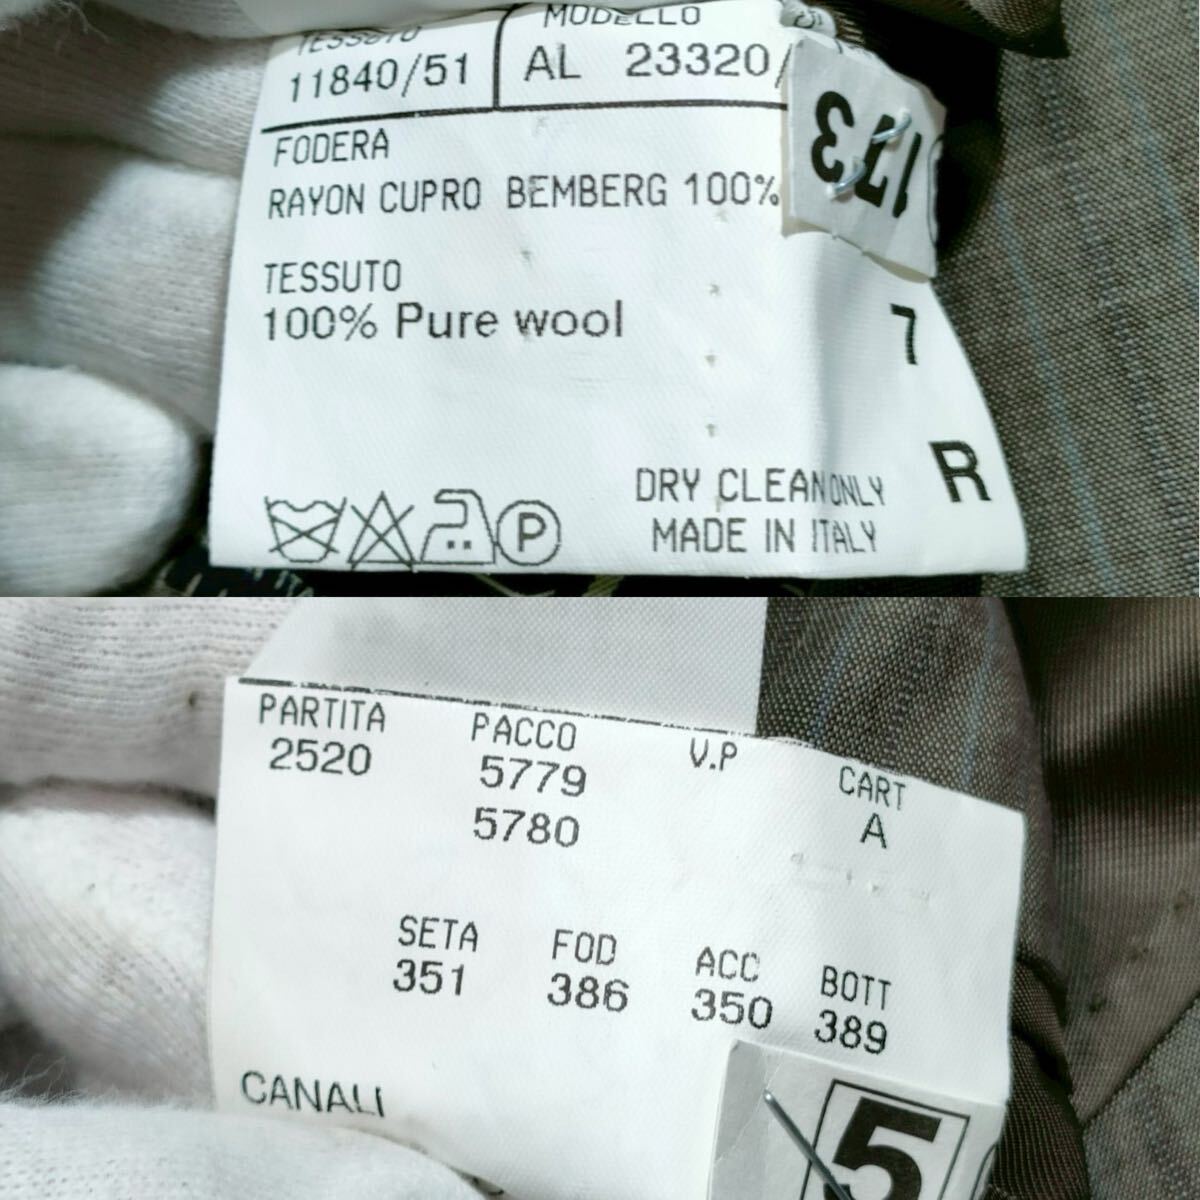 TESSUTO MODELLO
11840/51 AL 23320/
173
FODERA
RAYON CUPRO BEMBERG 100%
TESSUTO
100% Pure wool
7
R
DRY CLEAN ONLY
MADE IN ITALY
P
PARTITA PACCO V.P CART
2520 5779 A
5780
SETA FOD ACC BOTT
351 386 350 389
CANALI
5